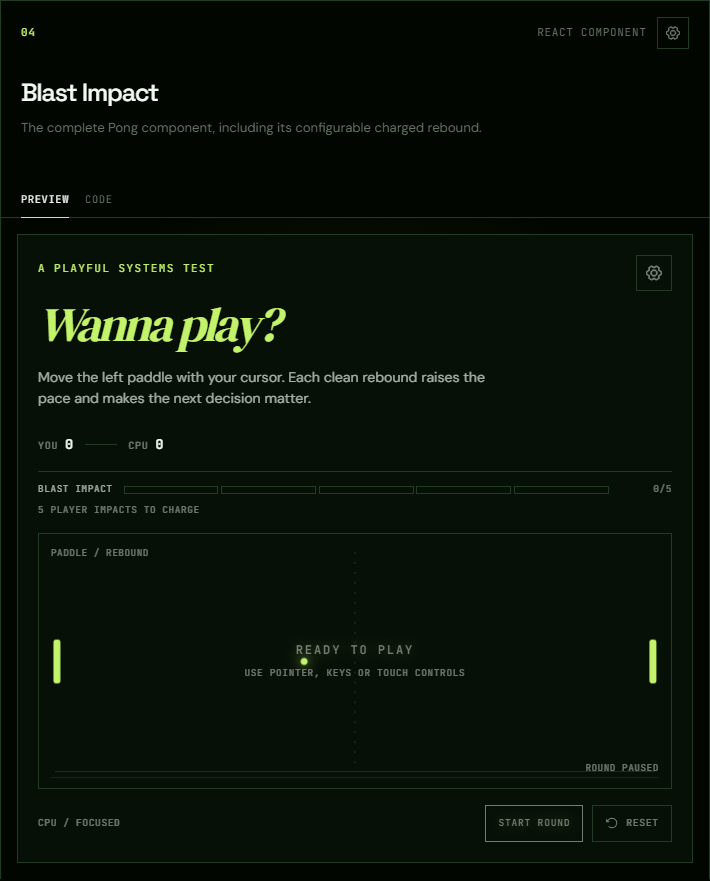 04
REACT COMPONENT
Blast Impact
The complete Pong component, including its configurable charged rebound.
PREVIEW CODE
A PLAYFUL SYSTEMS TEST
Wanna play?
Move the left paddle with your cursor. Each clean rebound raises the
pace and makes the next decision matter.
YOU 0 CPU 0
BLAST IMPACT 0/5
5 PLAYER IMPACTS TO CHARGE
PADDLE / REBOUND
READY TO PLAY
USE POINTER, KEYS OR TOUCH CONTROLS
ROUND PAUSED
CPU / FOCUSED
START ROUND
RESET